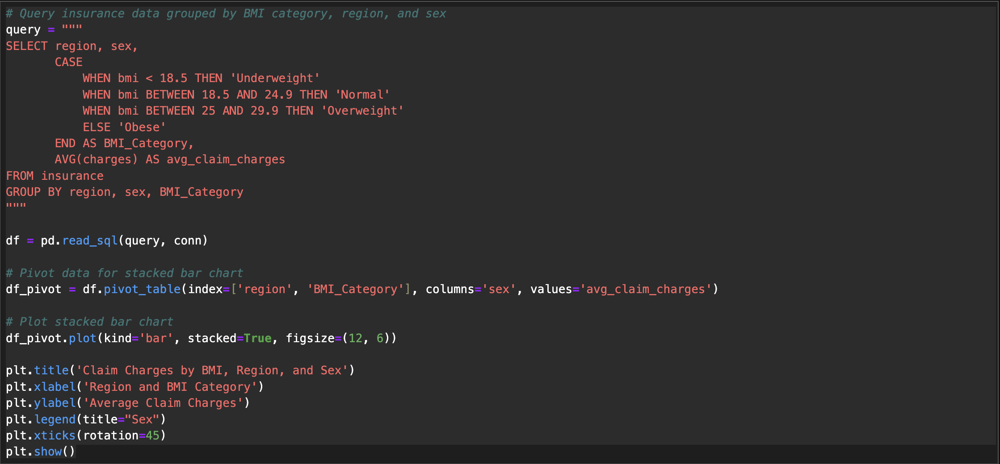 # Query insurance data grouped by BMI category, region, and sex
query = """
SELECT region, sex,
       CASE
           WHEN bmi < 18.5 THEN 'Underweight'
           WHEN bmi BETWEEN 18.5 AND 24.9 THEN 'Normal'
           WHEN bmi BETWEEN 25 AND 29.9 THEN 'Overweight'
           ELSE 'Obese'
       END AS BMI_Category,
       AVG(charges) AS avg_claim_charges
FROM insurance
GROUP BY region, sex, BMI_Category
"""

df = pd.read_sql(query, conn)

# Pivot data for stacked bar chart
df_pivot = df.pivot_table(index=['region', 'BMI_Category'], columns='sex', values='avg_claim_charges')

# Plot stacked bar chart
df_pivot.plot(kind='bar', stacked=True, figsize=(12, 6))

plt.title('Claim Charges by BMI, Region, and Sex')
plt.xlabel('Region and BMI Category')
plt.ylabel('Average Claim Charges')
plt.legend(title="Sex")
plt.xticks(rotation=45)
plt.show()